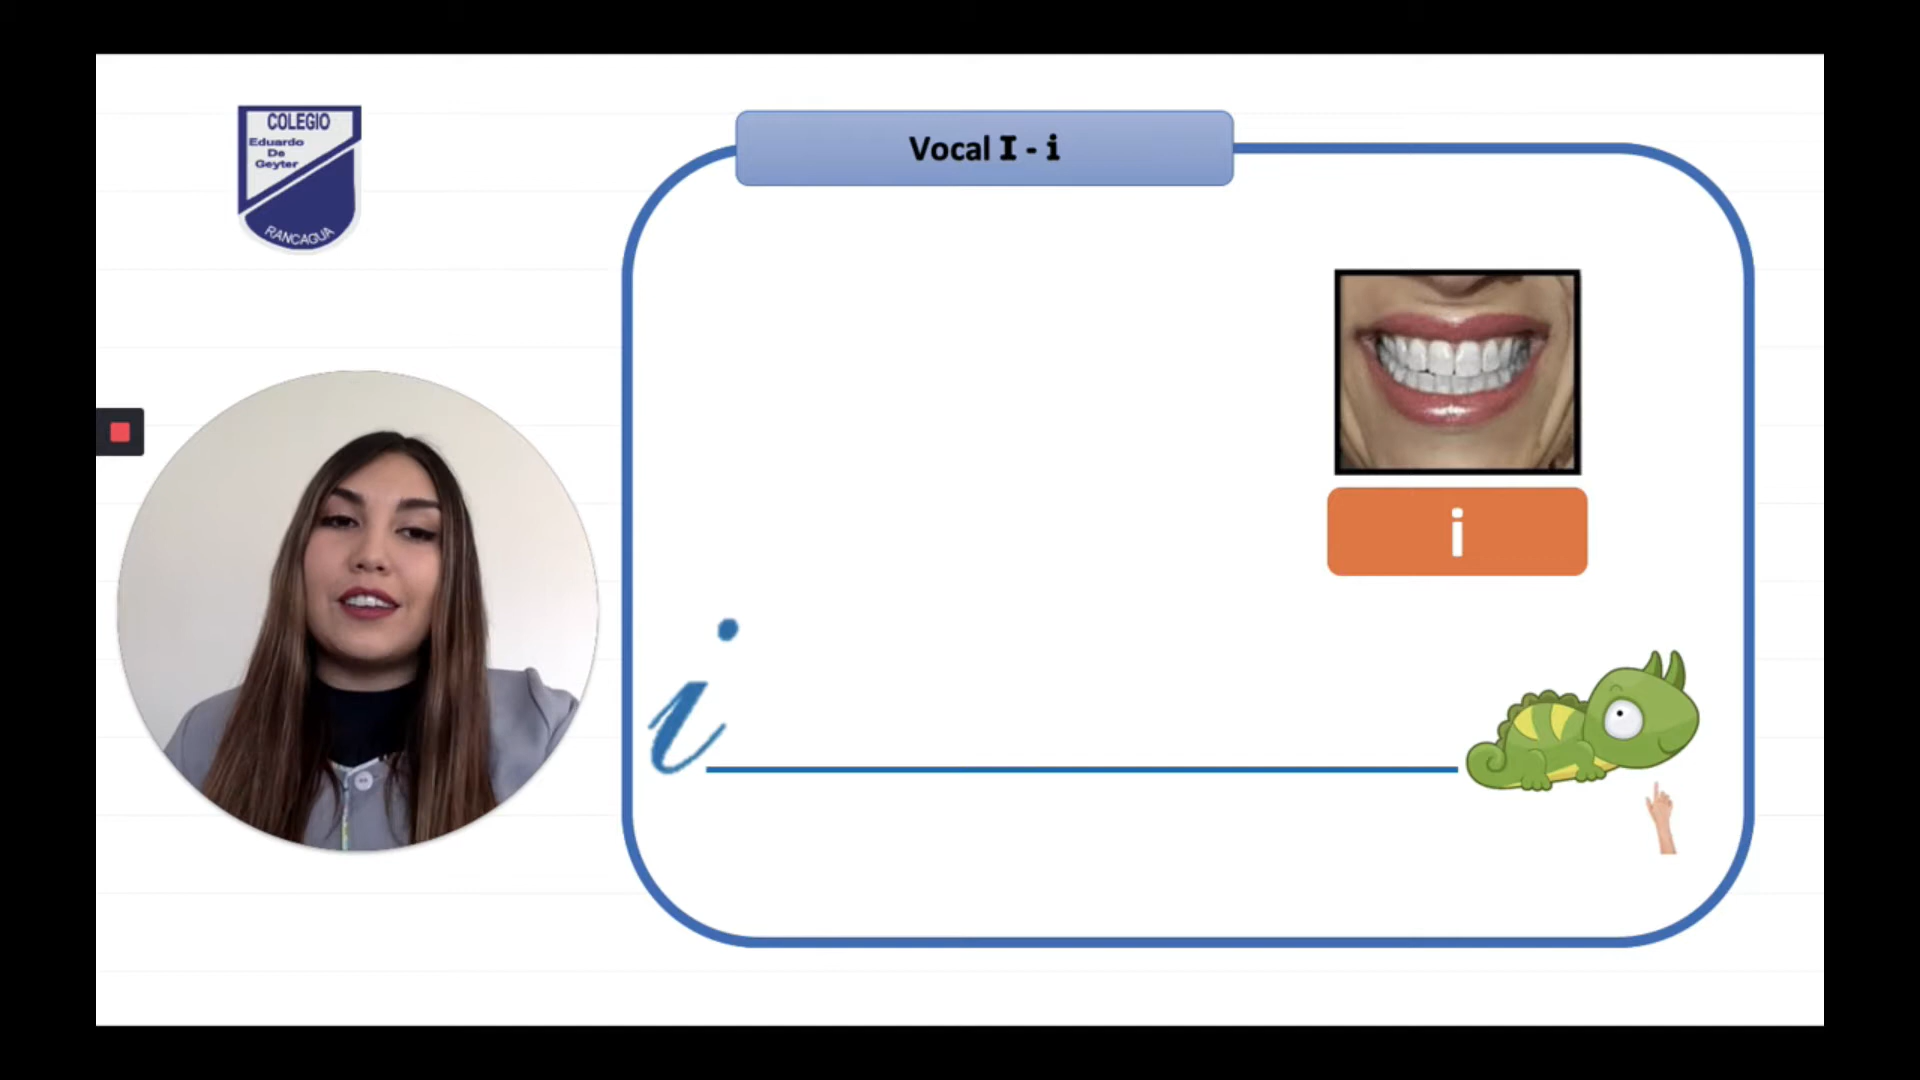 COLEGIO
Eduardo
De
Geyter
RANCAGUA
Vocal I - i
i
i